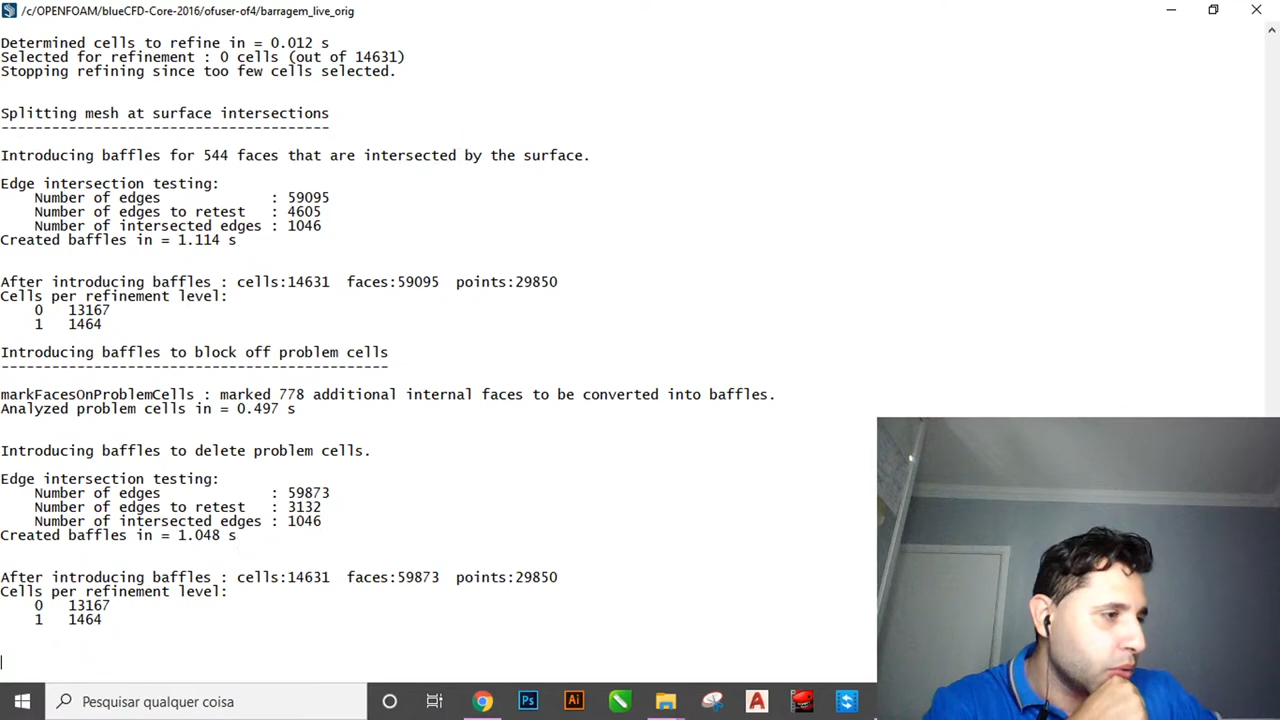 /c/OPENFOAM/blueCFD-Core-2016/ofuser-of4/barragem_live_orig
Determined cells to refine in = 0.012 s
Selected for refinement : 0 cells (out of 14631)
Stopping refining since too few cells selected.
Splitting mesh at surface intersections
---------------------------------------
Introducing baffles for 544 faces that are intersected by the surface.
Edge intersection testing:
Number of edges : 59095
Number of edges to retest : 4605
Number of intersected edges : 1046
Created baffles in = 1.114 s
After introducing baffles : cells:14631 faces:59095 points:29850
Cells per refinement level:
0 13167
1 1464
Introducing baffles to block off problem cells
----------------------------------------------
markFacesOnProblemCells : marked 778 additional internal faces to be converted into baffles.
Analyzed problem cells in = 0.497 s
Introducing baffles to delete problem cells.
Edge intersection testing:
Number of edges : 59873
Number of edges to retest : 3132
Number of intersected edges : 1046
Created baffles in = 1.048 s
After introducing baffles : cells:14631 faces:59873 points:29850
Cells per refinement level:
0 13167
1 1464
Pesquisar qualquer coisa
Ps
Ai
A